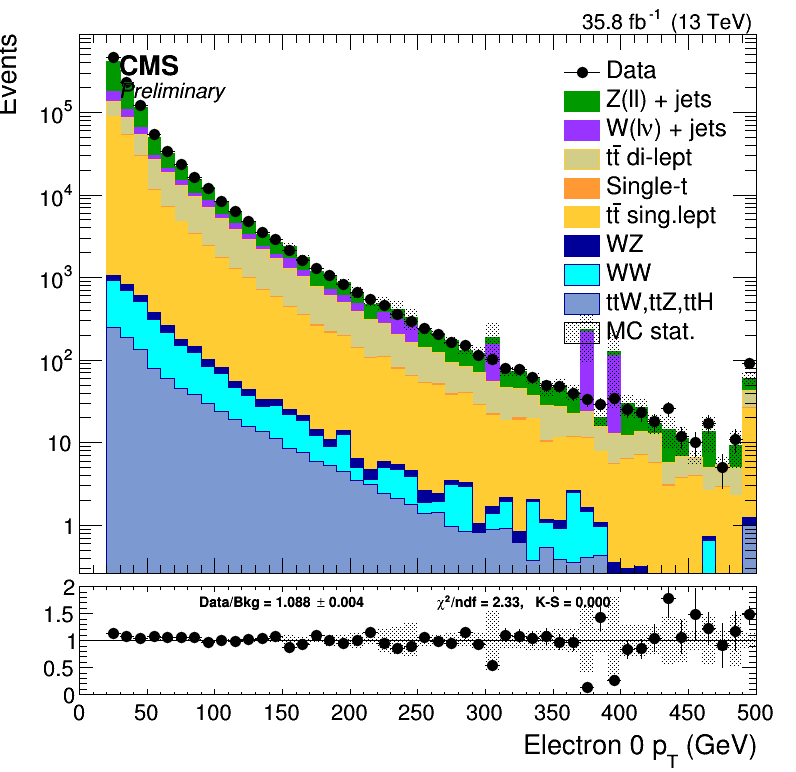 35.8 fb⁻¹ (13 TeV)
Events
CMS
Preliminary
Data
Z(ll) + jets
W(lν) + jets
tt̄ di-lept
Single-t
tt̄ sing.lept
WZ
WW
ttW,ttZ,ttH
MC stat.
10⁵
10⁴
10³
10²
10
1
Data/Bkg = 1.088 ± 0.004
χ²/ndf = 2.33, K-S = 0.000
2
1.5
1
0.5
0
0 50 100 150 200 250 300 350 400 450 500
Electron 0 p_T (GeV)